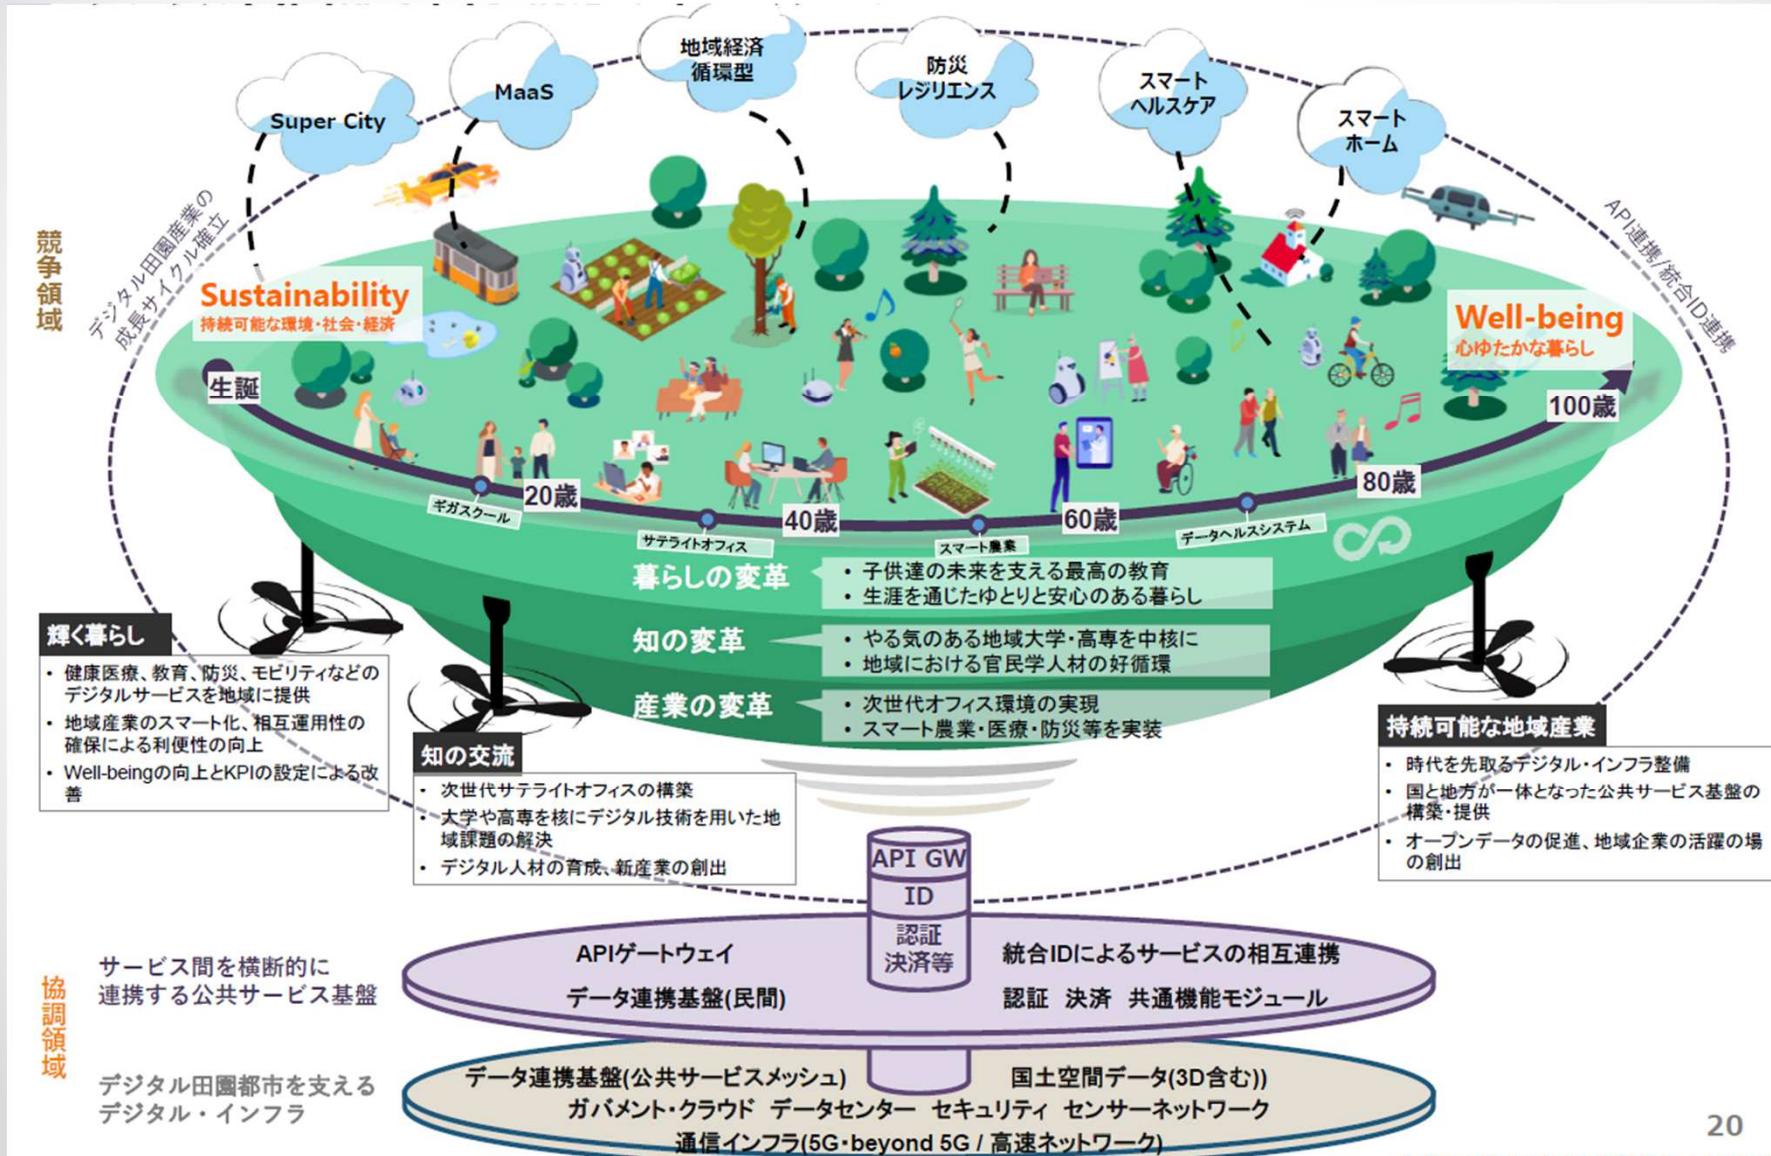 Super City
MaaS
地域経済
循環型
防災
レジリエンス
スマート
ヘルスケア
スマート
ホーム
競争領域
デジタル田園産業の
成長サイクル確立
API連携/統合ID連携
Sustainability
持続可能な環境・社会・経済
Well-being
心ゆたかな暮らし
生誕
20歳
40歳
60歳
80歳
100歳
ギガスクール
サテライトオフィス
スマート農業
データヘルスシステム
暮らしの変革
• 子供達の未来を支える最高の教育
• 生涯を通じたゆとりと安心のある暮らし
知の変革
• やる気のある地域大学・高専を中核に
• 地域における官民学人材の好循環
産業の変革
• 次世代オフィス環境の実現
• スマート農業・医療・防災等を実装
輝く暮らし
• 健康医療、教育、防災、モビリティなどの
デジタルサービスを地域に提供
• 地域産業のスマート化、相互運用性の
確保による利便性の向上
• Well-beingの向上とKPIの設定による改
善
知の交流
• 次世代サテライトオフィスの構築
• 大学や高専を核にデジタル技術を用いた地
域課題の解決
• デジタル人材の育成、新産業の創出
持続可能な地域産業
• 時代を先取るデジタル・インフラ整備
• 国と地方が一体となった公共サービス基盤の
構築・提供
• オープンデータの促進、地域企業の活躍の場
の創出
API GW
ID
認証
決済等
協調領域
サービス間を横断的に
連携する公共サービス基盤
APIゲートウェイ
統合IDによるサービスの相互連携
データ連携基盤(民間)
認証 決済 共通機能モジュール
デジタル田園都市を支える
デジタル・インフラ
データ連携基盤(公共サービスメッシュ)
国土空間データ(3D含む))
ガバメント・クラウド データセンター セキュリティ センサーネットワーク
通信インフラ(5G・beyond 5G / 高速ネットワーク)
20